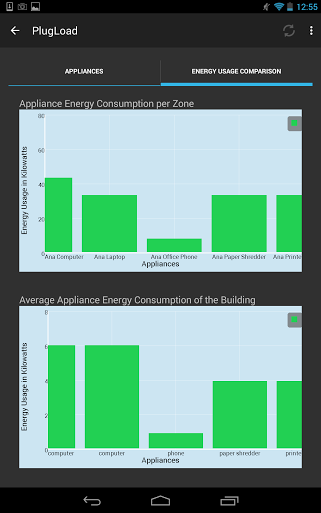 12:55
PlugLoad
APPLIANCES
ENERGY USAGE COMPARISON
Appliance Energy Consumption per Zone
Energy Usage in Kilowatts
80
60
40
20
0
Ana Computer Ana Laptop Ana Office Phone Ana Paper Shredder Ana Printe
Appliances
Average Appliance Energy Consumption of the Building
Energy Usage in Kilowatts
8
6
4
2
0
computer computer phone paper shredder printe
Appliances